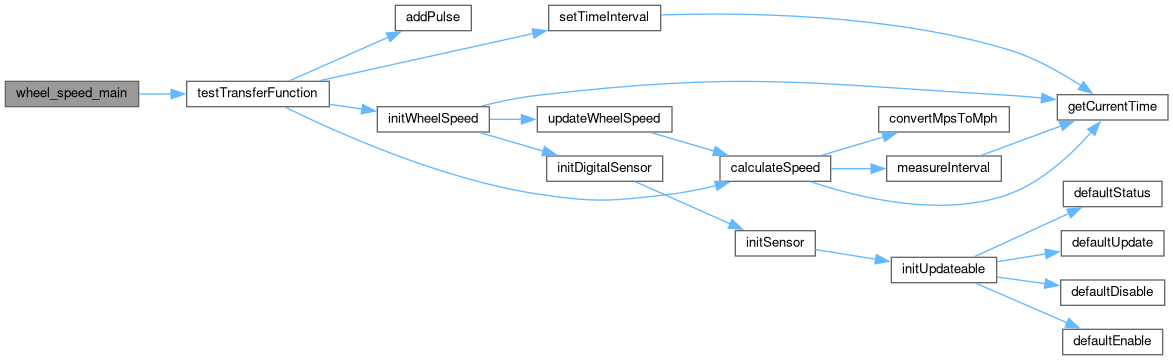 wheel_speed_main
testTransferFunction
addPulse
setTimeInterval
initWheelSpeed
updateWheelSpeed
initDigitalSensor
calculateSpeed
initSensor
convertMpsToMph
measureInterval
initUpdateable
getCurrentTime
defaultStatus
defaultUpdate
defaultDisable
defaultEnable